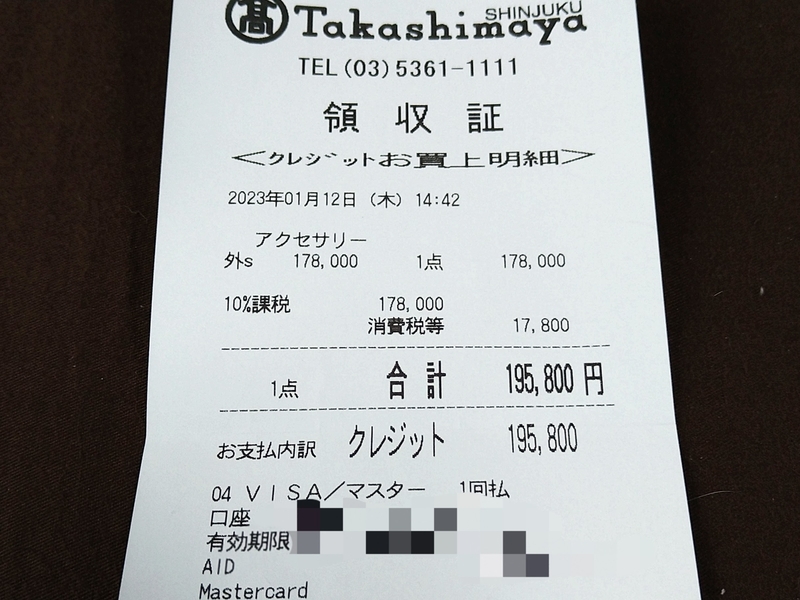 髙 Takashimaya SHINJUKU
TEL(03)5361-1111
領収証
<クレジットお買上明細>
2023年01月12日(木)14:42
アクセサリー
外s 178,000 1点 178,000
10%課税 178,000
消費税等 17,800
1点 合計 195,800円
お支払内訳 クレジット 195,800
04 VISA/マスター 1回払
口座
有効期限
AID
Mastercard